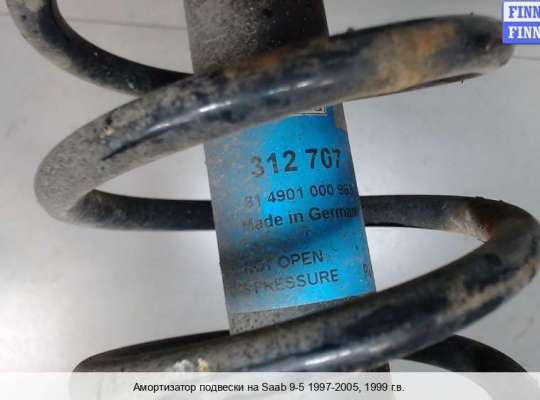 FINN
FINN
312 707
81 4901 000
Made in German
OPEN
PRESSURE
Амортизатор подвески на Saab 9-5 1997-2005, 1999 г.в.